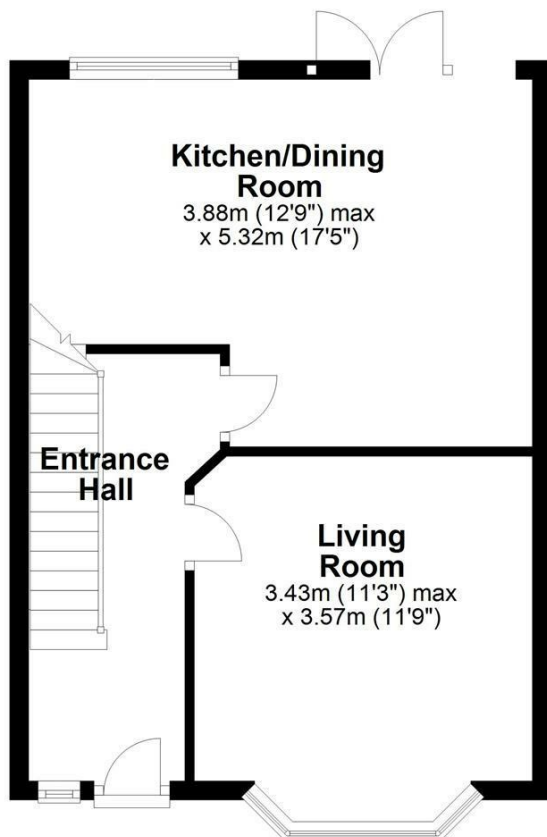 Kitchen/Dining
Room
3.88m (12'9") max
x 5.32m (17'5")
Entrance
Hall
Living
Room
3.43m (11'3") max
x 3.57m (11'9")